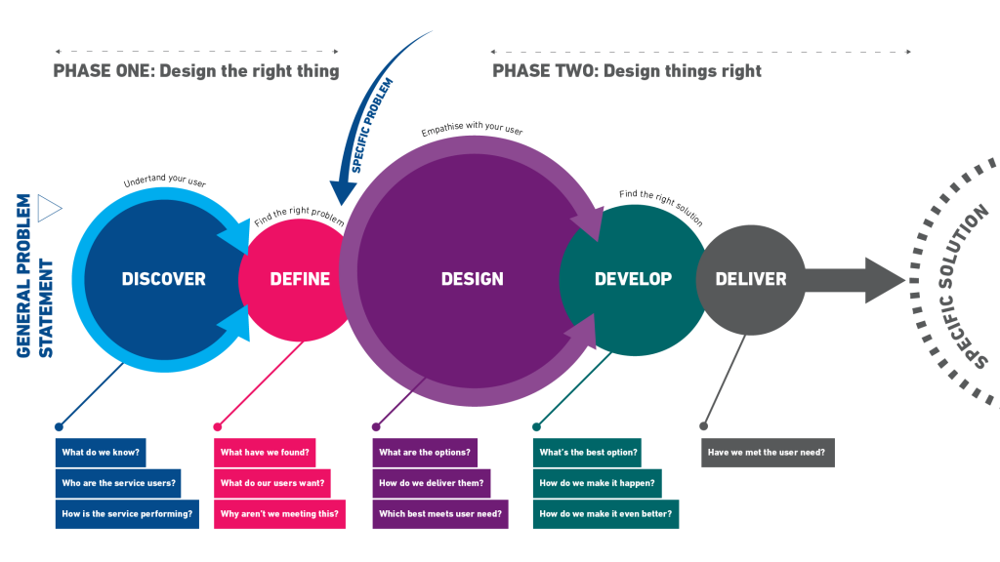 PHASE ONE: Design the right thing
PHASE TWO: Design things right
SPECIFIC PROBLEM
Empathise with your user
Undertand your user
Find the right problem
Find the right solution
GENERAL PROBLEM
STATEMENT
DISCOVER
DEFINE
DESIGN
DEVELOP
DELIVER
SPECIFIC SOLUTION
What do we know?
Who are the service users?
How is the service performing?
What have we found?
What do our users want?
Why aren't we meeting this?
What are the options?
How do we deliver them?
Which best meets user need?
What's the best option?
How do we make it happen?
How do we make it even better?
Have we met the user need?